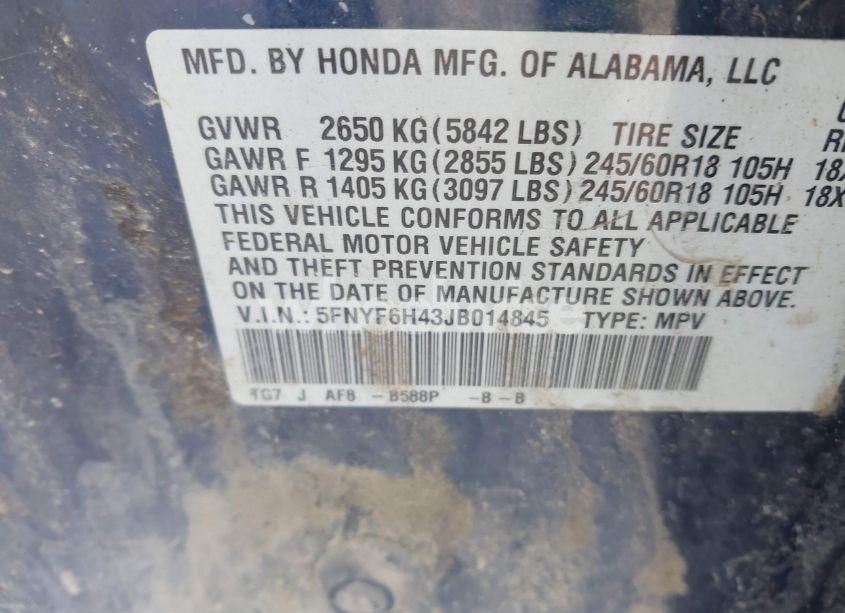 MFD. BY HONDA MFG. OF ALABAMA, LLC
GVWR 2650 KG (5842 LBS) TIRE SIZE
GAWR F 1295 KG (2855 LBS) 245/60R18 105H 18X
GAWR R 1405 KG (3097 LBS) 245/60R18 105H 18X
THIS VEHICLE CONFORMS TO ALL APPLICABLE
FEDERAL MOTOR VEHICLE SAFETY
AND THEFT PREVENTION STANDARDS IN EFFECT
ON THE DATE OF MANUFACTURE SHOWN ABOVE.
V.I.N.: 5FNYF6H43JB014845 TYPE: MPV
TG7 J AF8 - B588P - B - B